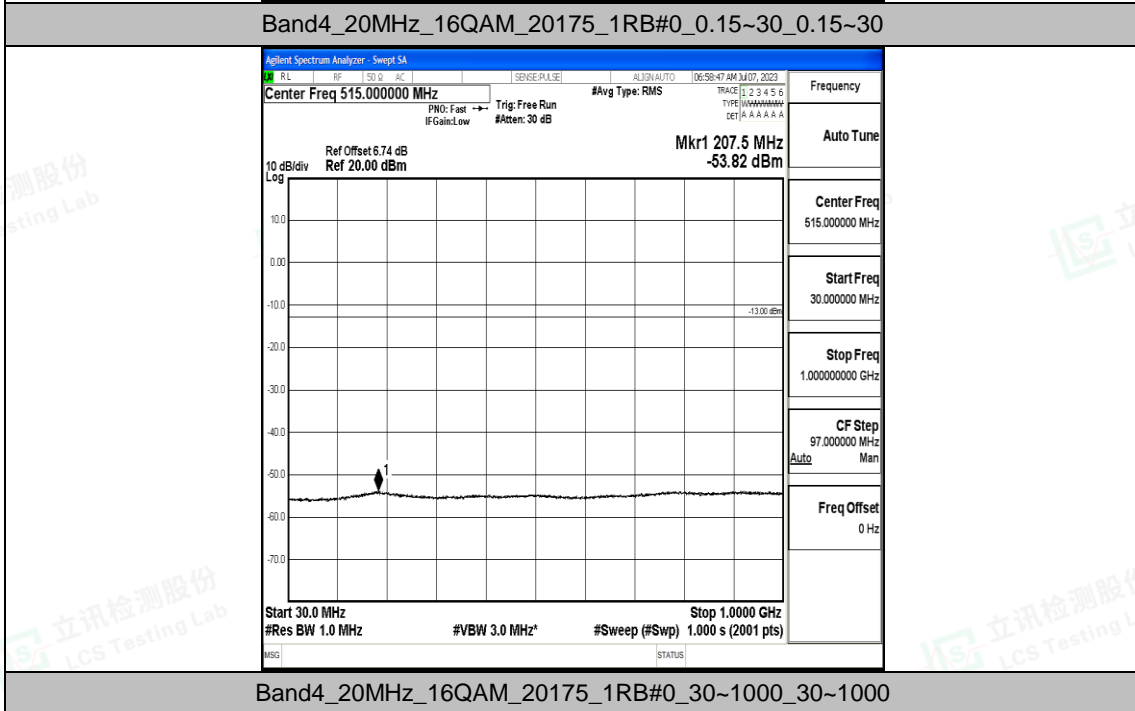 Band4_20MHz_16QAM_20175_1RB#0_0.15~30_0.15~30
Agilent Spectrum Analyzer - Swept SA
RL RF 50 Ω AC SENSE:PULSE ALIGN AUTO 06:58:47 AM Jul 07, 2023
Center Freq 515.000000 MHz #Avg Type: RMS TRACE 1 2 3 4 5 6
PNO: Fast Trig: Free Run TYPE
IFGain:Low #Atten: 30 dB DET A A A A A A
Frequency
Auto Tune
Mkr1 207.5 MHz
-53.82 dBm
Ref Offset 6.74 dB
10 dB/div Ref 20.00 dBm
Log
Center Freq
515.000000 MHz
Start Freq
30.000000 MHz
Stop Freq
1.000000000 GHz
CF Step
97.000000 MHz
Auto Man
Freq Offset
0 Hz
10.0
0.00
-10.0
-13.00 dBm
-20.0
-30.0
-40.0
-50.0
1
-60.0
-70.0
Start 30.0 MHz Stop 1.0000 GHz
#Res BW 1.0 MHz #VBW 3.0 MHz* #Sweep (#Swp) 1.000 s (2001 pts)
MSG STATUS
Band4_20MHz_16QAM_20175_1RB#0_30~1000_30~1000
测股份
sting Lab
立讯检测股份
LCS Testing Lab
立讯检测股份
LCS Testing L